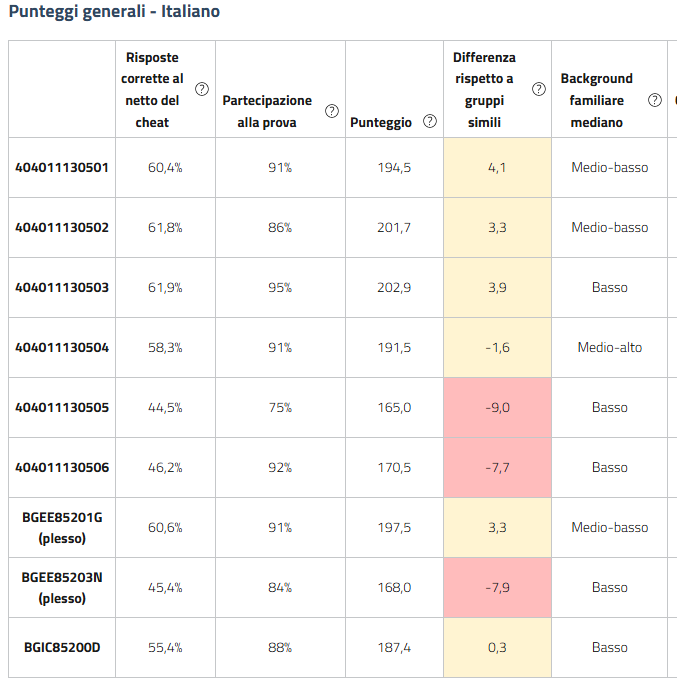 Punteggi generali - Italiano
Risposte
corrette al
netto del
cheat
?
Partecipazione
alla prova
?
Punteggio
?
Differenza
rispetto a
gruppi
simili
?
Background
familiare
mediano
?
404011130501 60,4% 91% 194,5 4,1 Medio-basso
404011130502 61,8% 86% 201,7 3,3 Medio-basso
404011130503 61,9% 95% 202,9 3,9 Basso
404011130504 58,3% 91% 191,5 -1,6 Medio-alto
404011130505 44,5% 75% 165,0 -9,0 Basso
404011130506 46,2% 92% 170,5 -7,7 Basso
BGEE85201G
(plesso) 60,6% 91% 197,5 3,3 Medio-basso
BGEE85203N
(plesso) 45,4% 84% 168,0 -7,9 Basso
BGIC85200D 55,4% 88% 187,4 0,3 Basso